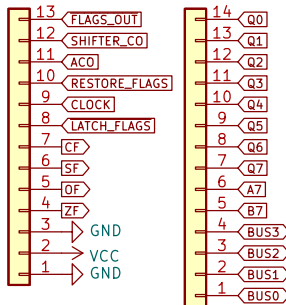 13 FLAGS_OUT
12 SHIFTER_CO
11 ACO
10 RESTORE_FLAGS
9 CLOCK
8 LATCH_FLAGS
7 CF
6 SF
5 OF
4 ZF
3 GND
2 VCC
1 GND
14 Q0
13 Q1
12 Q2
11 Q3
10 Q4
9 Q5
8 Q6
7 Q7
6 A7
5 B7
4 BUS3
3 BUS2
2 BUS1
1 BUS0